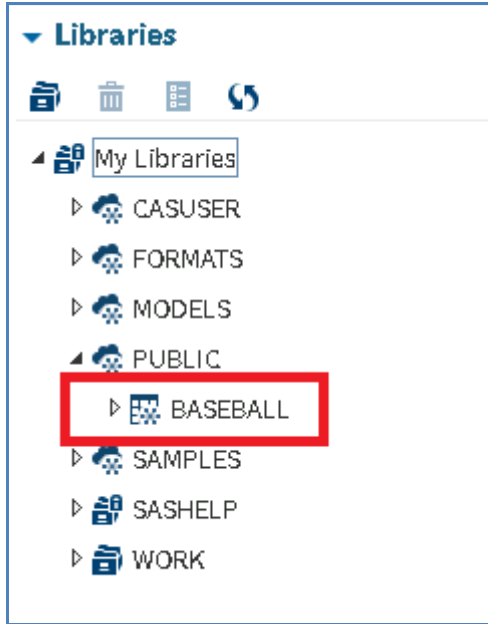 Libraries
My Libraries
CASUSER
FORMATS
MODELS
PUBLIC
BASEBALL
SAMPLES
SASHELP
WORK